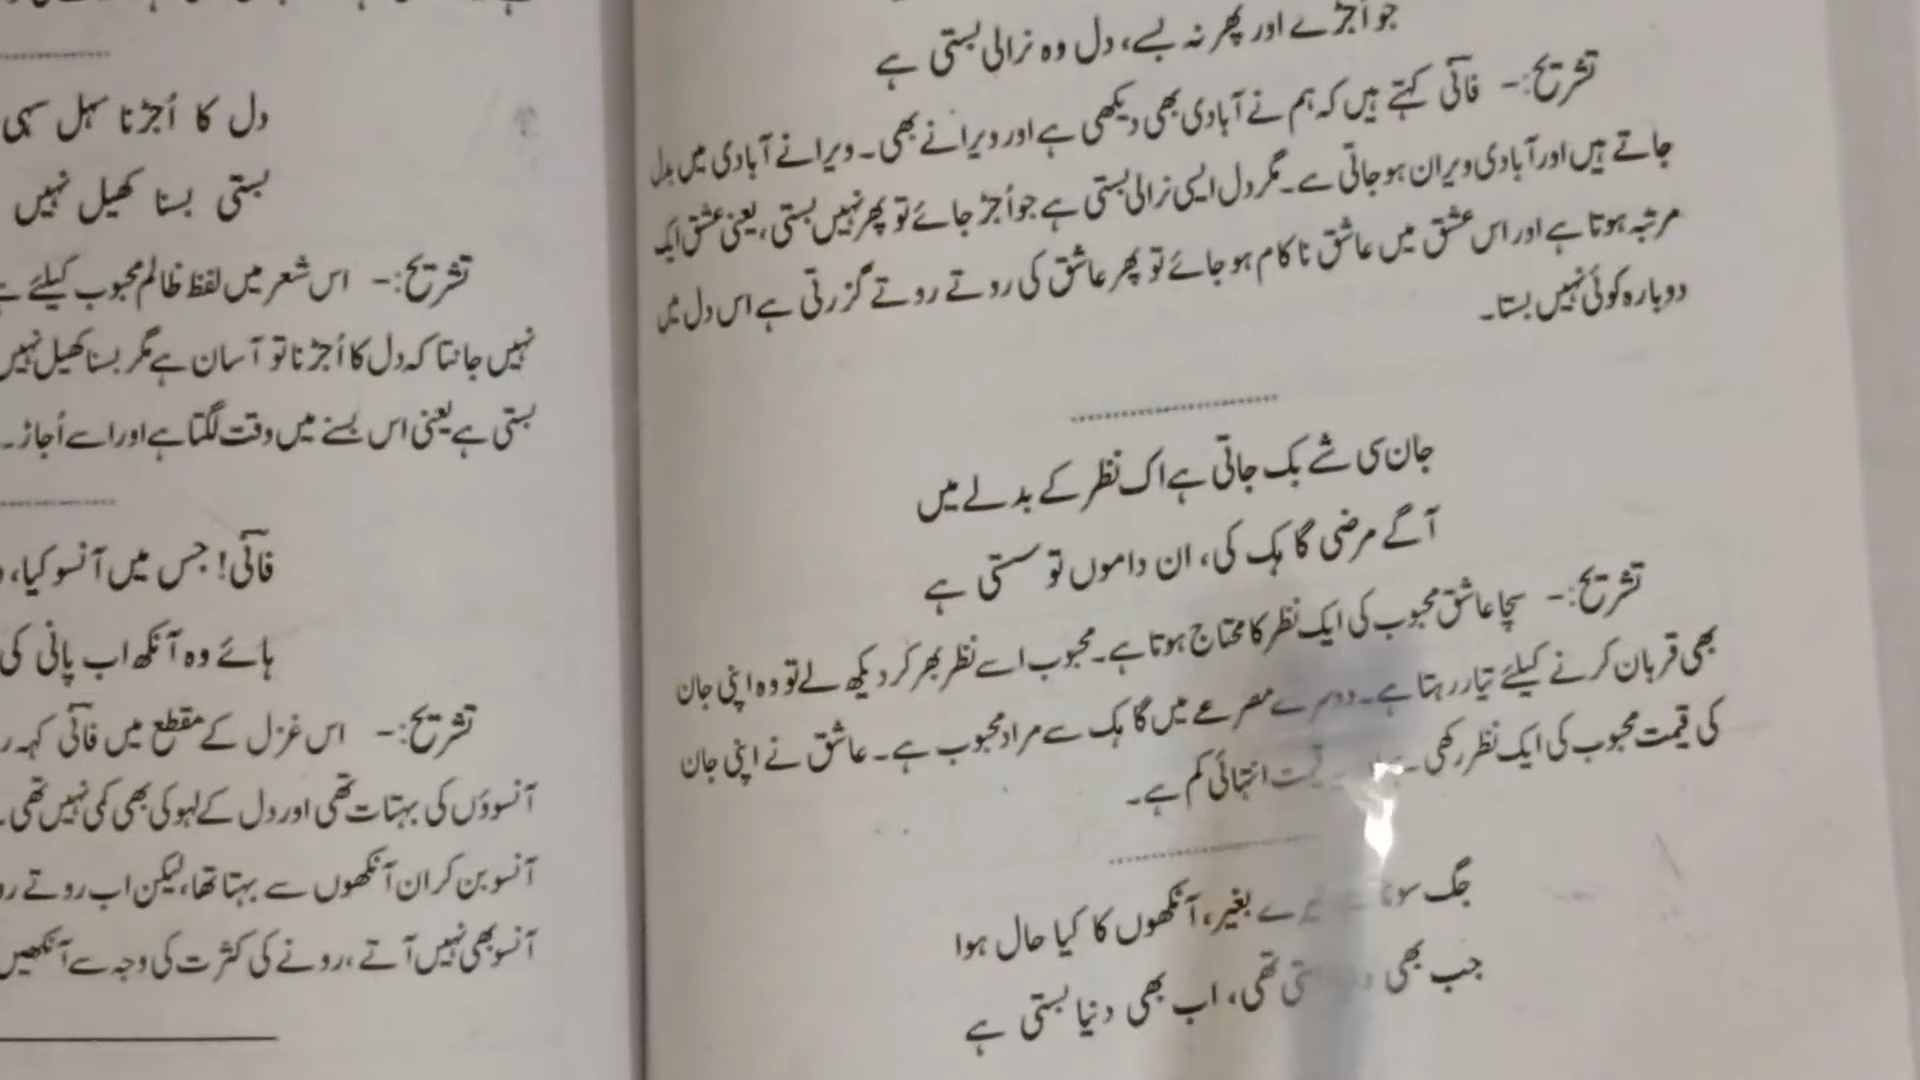 جو اُجڑے اور پھر نہ بسے، دل وہ نرالی بستی ہے
تشریح:- فانی کہتے ہیں کہ ہم نے آبادی بھی دیکھی ہے اور ویرانے بھی۔ ویرانے آبادی میں بدل
جاتے ہیں اور آبادی ویران ہو جاتی ہے۔ مگر دل ایسی نرالی بستی ہے جو اُجڑ جائے تو پھر نہیں بستی، یعنی عشق ایک
مرتبہ ہوتا ہے اور اس عشق میں عاشق ناکام ہو جائے تو پھر عاشق کی روتے روتے گزرتی ہے اس دل میں
دوبارہ کوئی نہیں بستا۔
جان سی شے بک جاتی ہے اک نظر کے بدلے میں
آگے مرضی گاہک کی، ان داموں تو سستی ہے
تشریح:- سچا عاشق محبوب کی ایک نظر کا محتاج ہوتا ہے۔ محبوب اسے نظر بھر کر دیکھ لے تو وہ اپنی جان
بھی قربان کرنے کیلئے تیار رہتا ہے۔ دوسرے مصرعے میں گاہک سے مراد محبوب ہے۔ عاشق نے اپنی جان
کی قیمت محبوب کی ایک نظر رکھی۔ قیمت انتہائی کم ہے۔
جگ سونا بغیر، آنکھوں کا کیا حال ہوا
جب بھی تھی، اب بھی دنیا بستی ہے
دل کا اُجڑنا سہل سہی
بستی بسنا کھیل نہیں
تشریح:- اس شعر میں لفظ ظالم محبوب کیلئے
نہیں جانتا کہ دل کا اُجڑنا تو آسان ہے مگر بسنا کھیل نہیں
بستی ہے یعنی اس بسنے میں وقت لگتا ہے اور اسے اُجاڑ۔
فانی! جس میں آنسو کیا،
ہائے وہ آنکھ اب پانی کی
تشریح:- اس غزل کے مقطع میں فانی کہہ
آنسوؤں کی بہتات تھی اور دل کے لہو کی بھی کمی نہیں تھی۔
آنسو بن کر ان آنکھوں سے بہتا تھا، لیکن اب روتے
آنسو بھی نہیں آتے، رونے کی کثرت کی وجہ سے آنکھیں